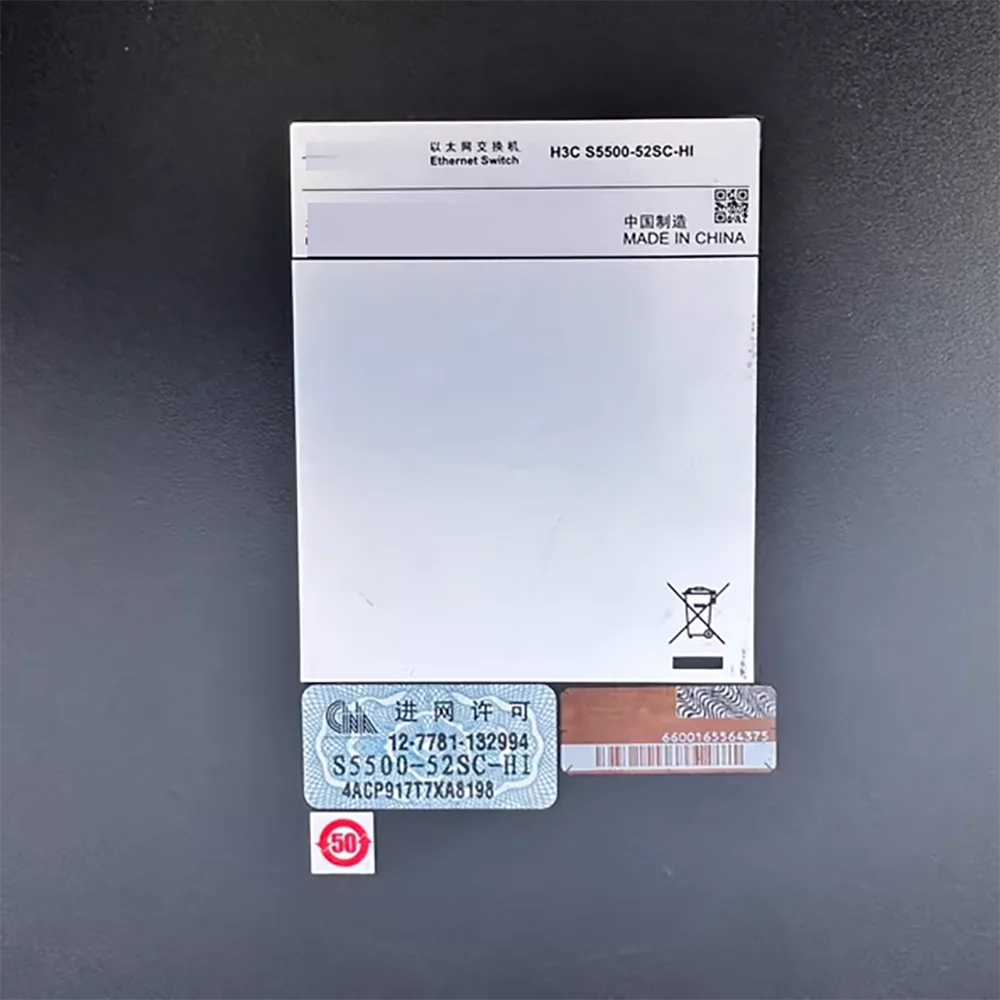 以太网交换机
Ethernet Switch
H3C S5500-52SC-HI
中国制造
MADE IN CHINA
进网许可
12-7781-132994
S5500-52SC-HI
4ACP917T7XA8198
6600165564375
50